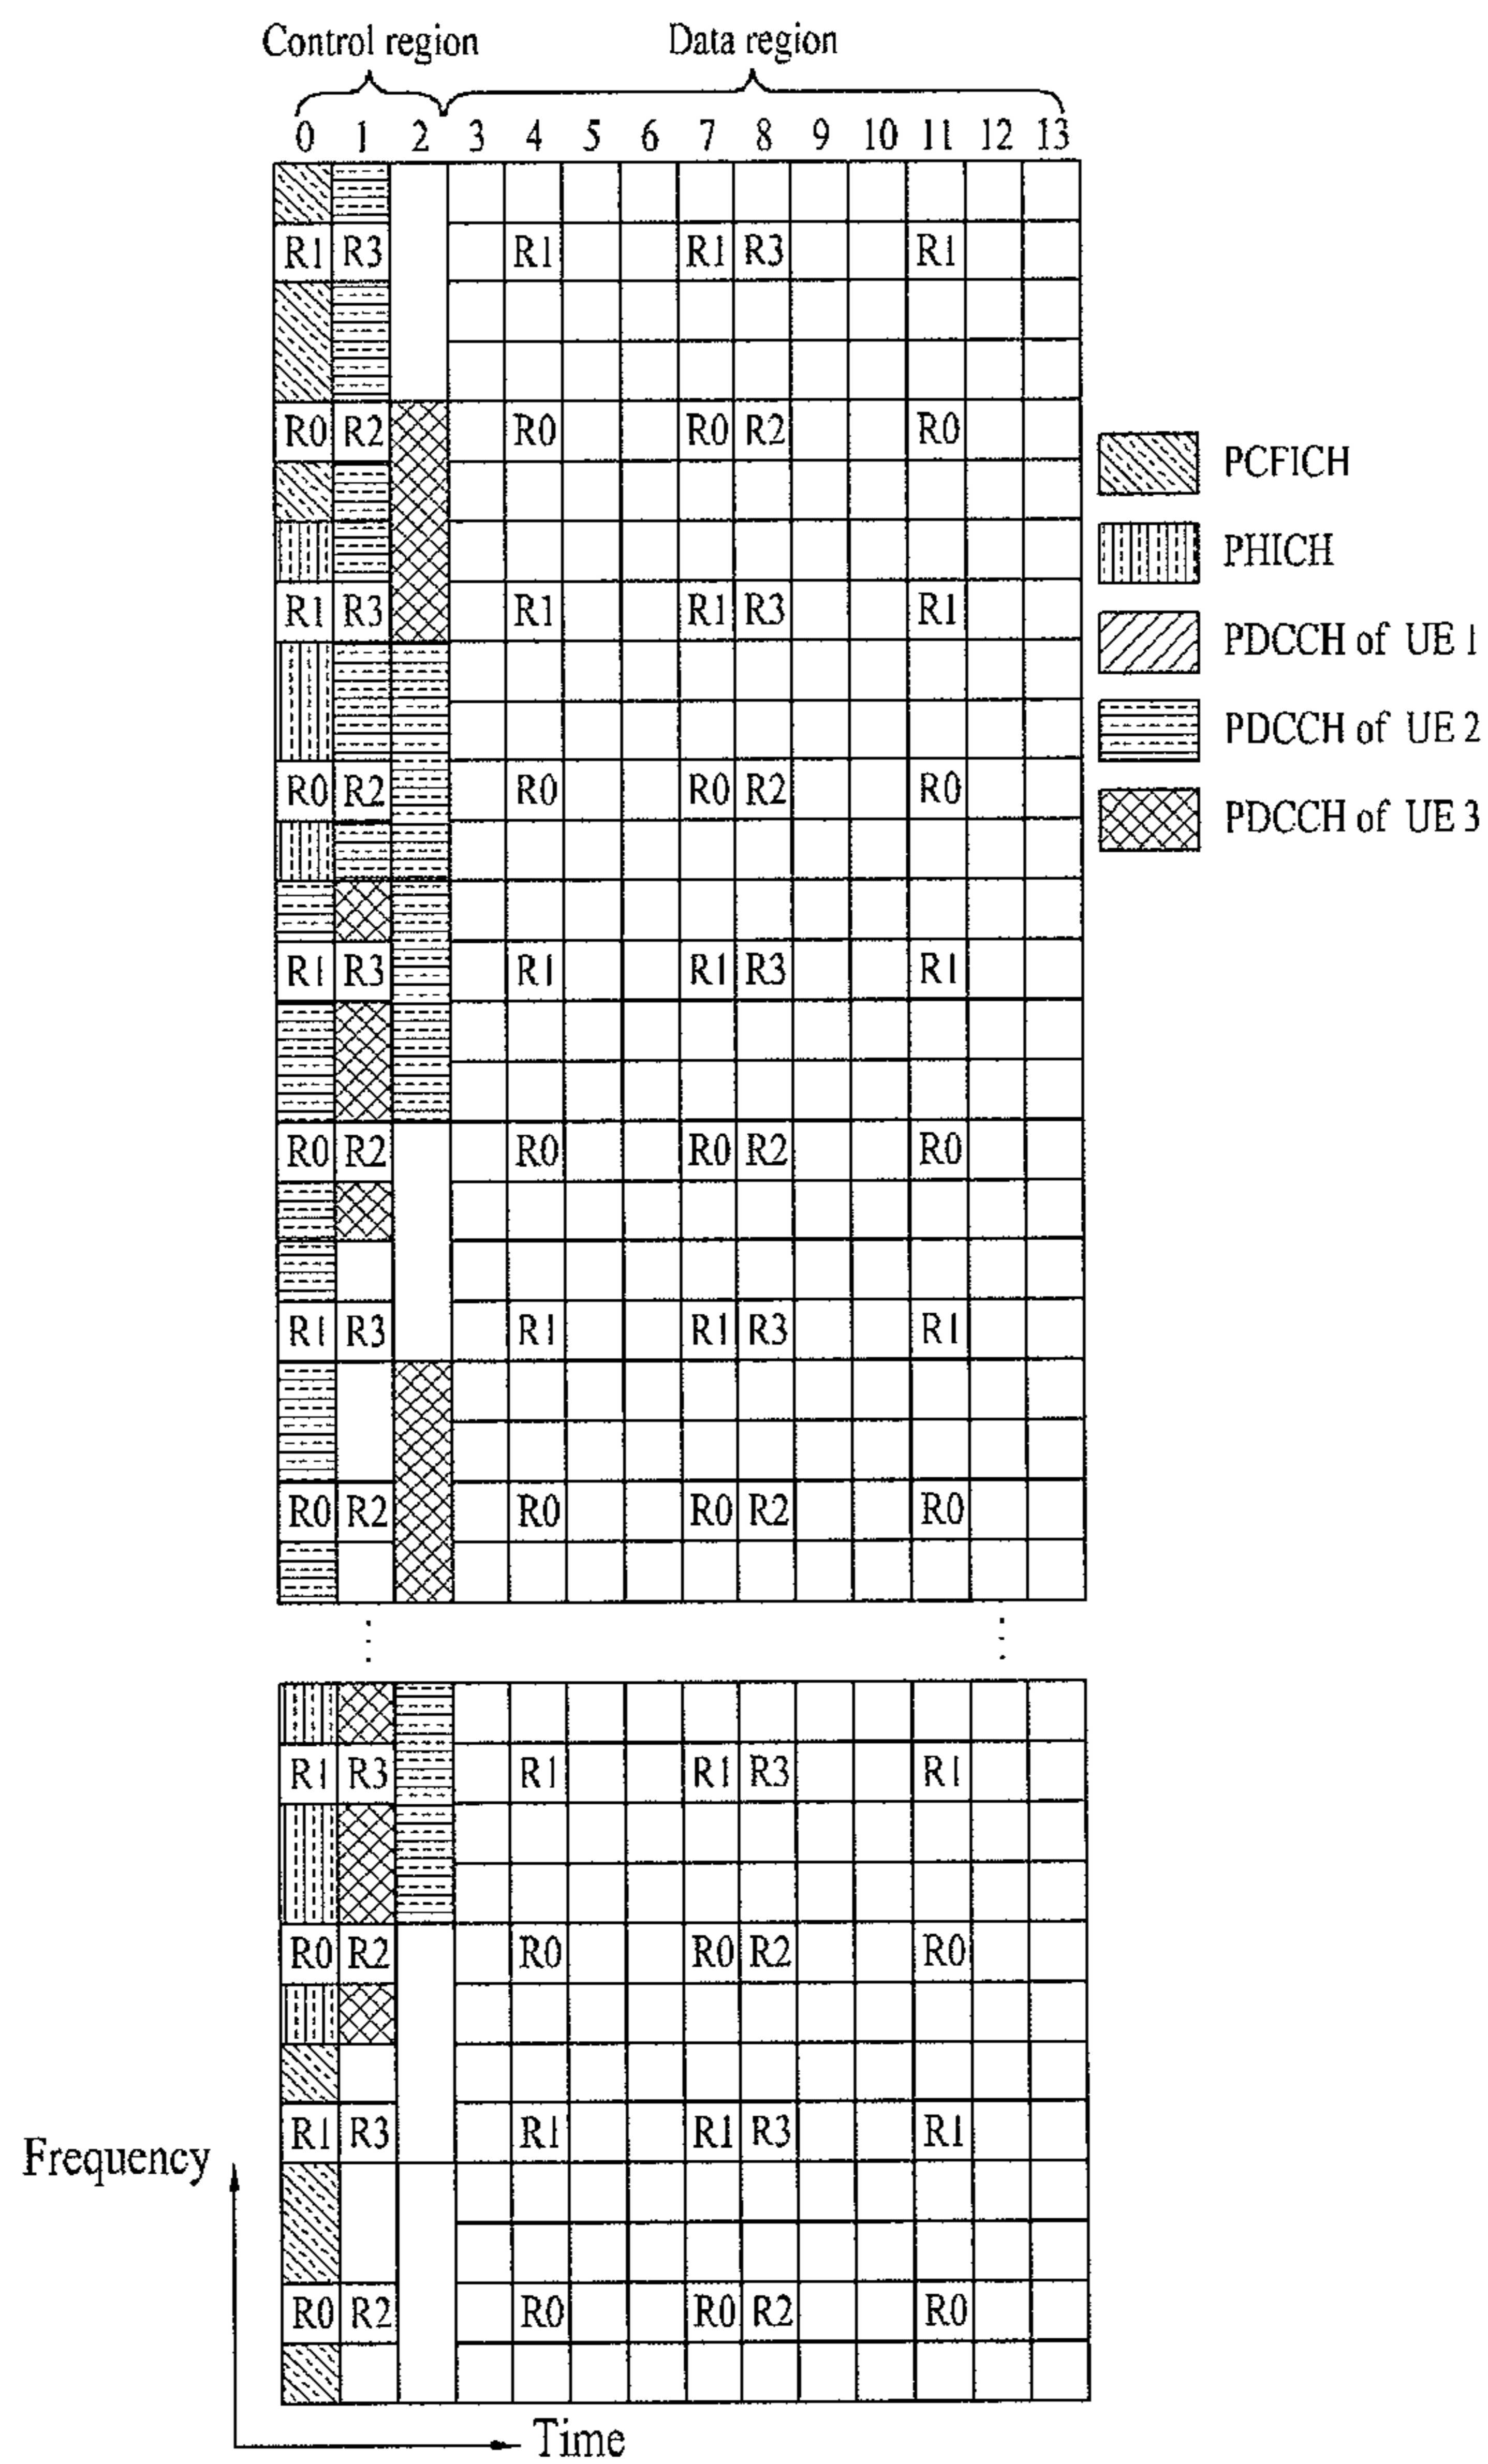 Control region Data region
0 1 2 3 4 5 6 7 8 9 10 11 12 13
R1 R3 R1 R1 R3 R1
R0 R2 R0 R0 R2 R0
PCFICH
PHICH
R1 R3 R1 R1 R3 R1
PDCCH of UE 1
PDCCH of UE 2
R0 R2 R0 R0 R2 R0
PDCCH of UE 3
R1 R3 R1 R1 R3 R1
R0 R2 R0 R0 R2 R0
R1 R3 R1 R1 R3 R1
R0 R2 R0 R0 R2 R0
R1 R3 R1 R1 R3 R1
R0 R2 R0 R0 R2 R0
R1 R3 R1 R1 R3 R1
Frequency
R0 R2 R0 R0 R2 R0
Time